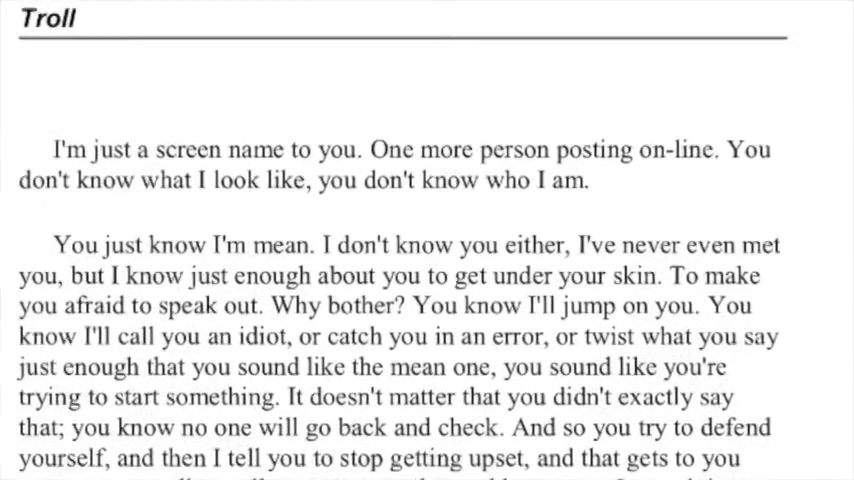 Troll
I'm just a screen name to you. One more person posting on-line. You
don't know what I look like, you don't know who I am.
You just know I'm mean. I don't know you either, I've never even met
you, but I know just enough about you to get under your skin. To make
you afraid to speak out. Why bother? You know I'll jump on you. You
know I'll call you an idiot, or catch you in an error, or twist what you say
just enough that you sound like the mean one, you sound like you're
trying to start something. It doesn't matter that you didn't exactly say
that; you know no one will go back and check. And so you try to defend
yourself, and then I tell you to stop getting upset, and that gets to you